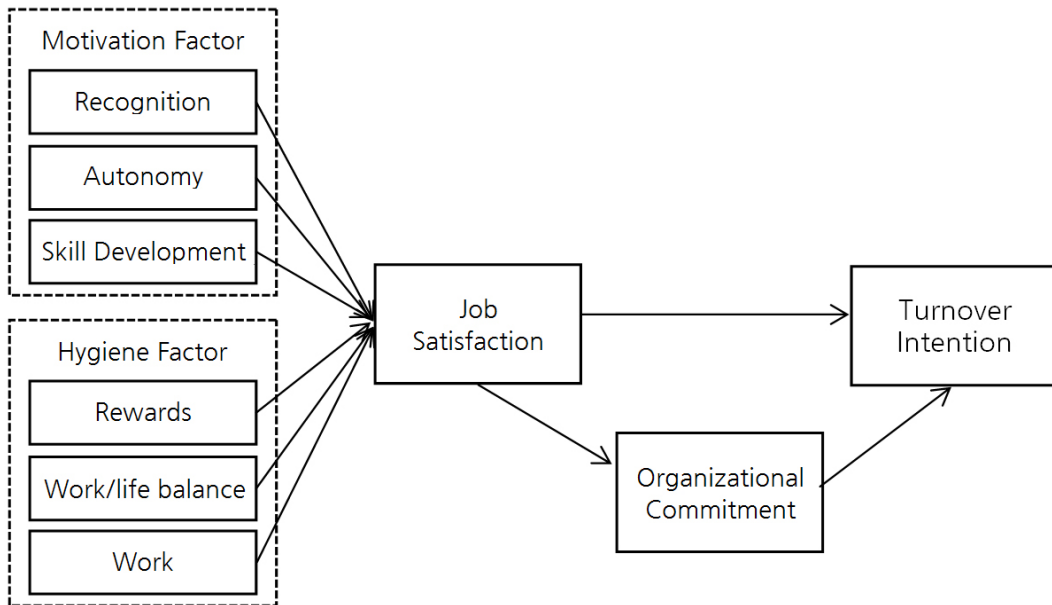 Motivation Factor
Recognition
Autonomy
Skill Development
Hygiene Factor
Rewards
Work/life balance
Work
Job
Satisfaction
Organizational
Commitment
Turnover
Intention